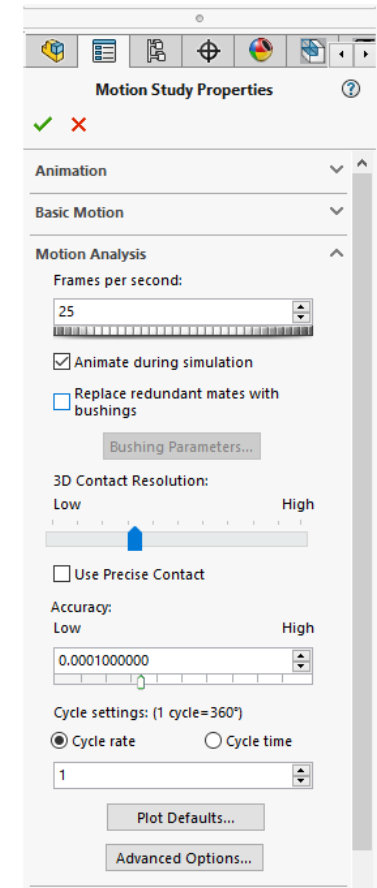 Motion Study Properties
?
Animation
Basic Motion
Motion Analysis
Frames per second:
25
Animate during simulation
Replace redundant mates with
bushings
Bushing Parameters...
3D Contact Resolution:
Low High
Use Precise Contact
Accuracy:
Low High
0.0001000000
Cycle settings: (1 cycle=360°)
Cycle rate Cycle time
1
Plot Defaults...
Advanced Options...